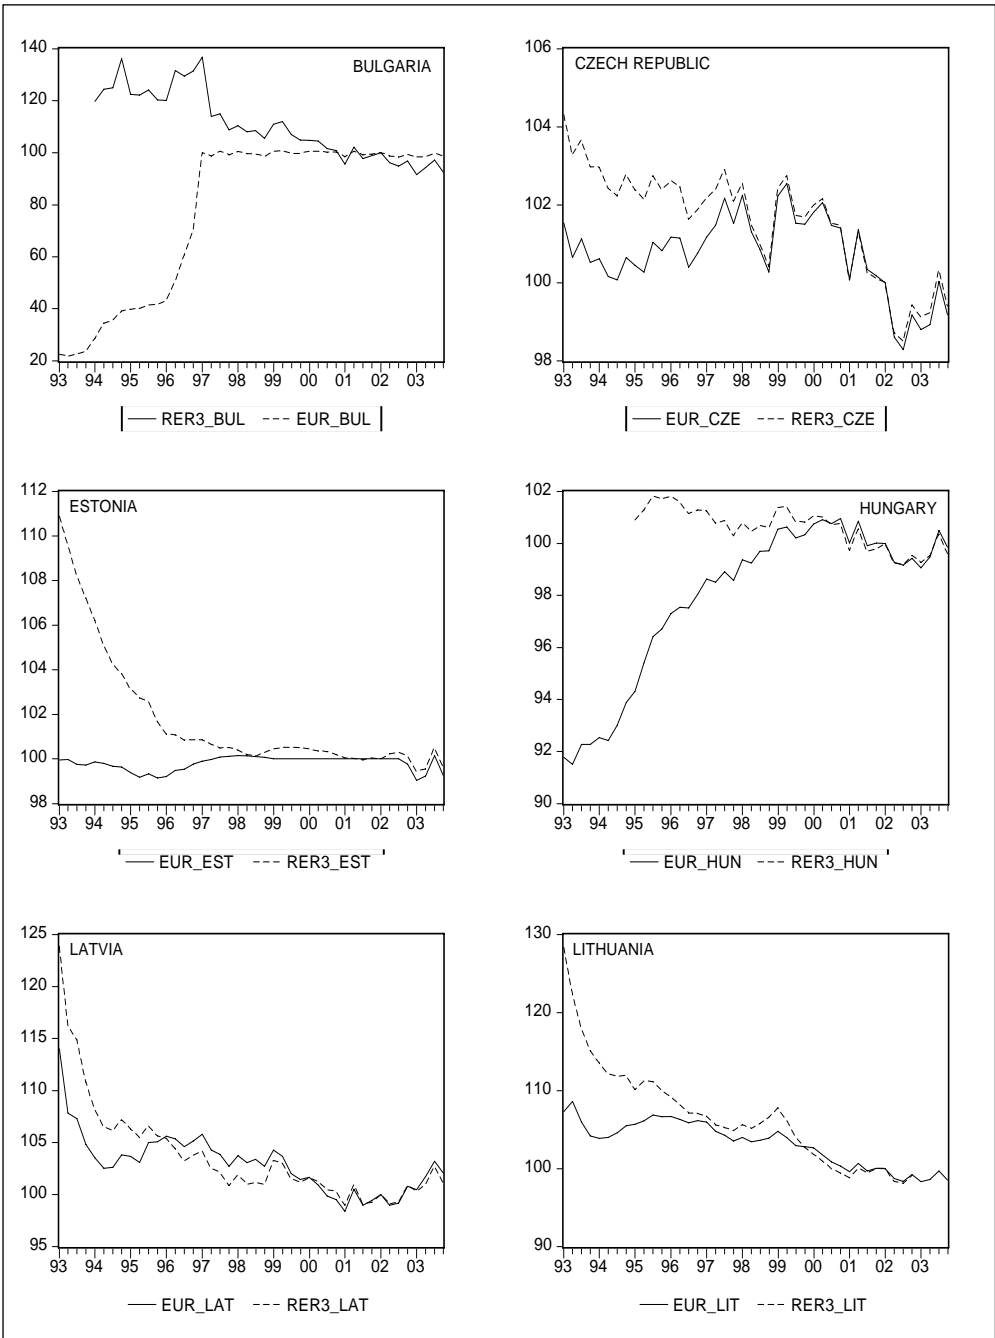 140
120
100
80
60
40
20
BULGARIA
93 94 95 96 97 98 99 00 01 02 03
RER3_BUL EUR_BUL
106
104
102
100
98
CZECH REPUBLIC
93 94 95 96 97 98 99 00 01 02 03
EUR_CZE RER3_CZE
112
110
108
106
104
102
100
98
ESTONIA
93 94 95 96 97 98 99 00 01 02 03
EUR_EST RER3_EST
102
100
98
96
94
92
90
HUNGARY
93 94 95 96 97 98 99 00 01 02 03
EUR_HUN RER3_HUN
125
120
115
110
105
100
95
LATVIA
93 94 95 96 97 98 99 00 01 02 03
EUR_LAT RER3_LAT
130
120
110
100
90
LITHUANIA
93 94 95 96 97 98 99 00 01 02 03
EUR_LIT RER3_LIT